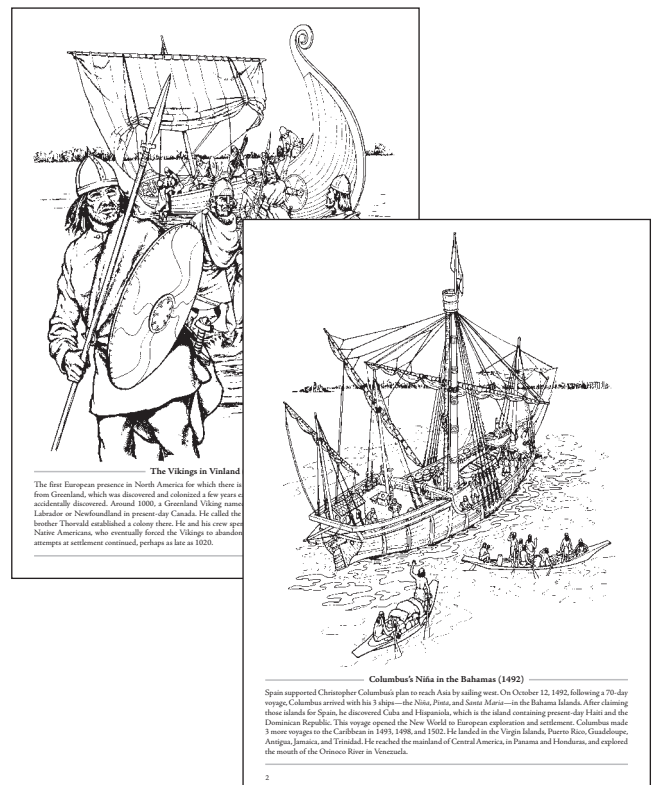 The Vikings in Vinland
The first European presence in North America for which there is
from Greenland, which was discovered and colonized a few years
accidentally discovered. Around 1000, a Greenland Viking
Labrador or Newfoundland in present-day Canada. He called the
brother Thorvald established a colony there. He and his crew
Native Americans, who eventually forced the Vikings to abandon
attempts at settlement continued, perhaps as late as 1020.
Columbus's Niña in the Bahamas (1492)
Spain supported Christopher Columbus's plan to reach Asia by sailing west. On October 12, 1492, following a 70-day
voyage, Columbus arrived with his 3 ships—the Niña, Pinta, and Santa Maria—in the Bahama Islands. After claiming
those islands for Spain, he discovered Cuba and Hispaniola, which is the island containing present-day Haiti and the
Dominican Republic. This voyage opened the New World to European exploration and settlement. Columbus made
3 more voyages to the Caribbean in 1493, 1498, and 1502. He landed in the Virgin Islands, Puerto Rico, Guadeloupe,
Antigua, Jamaica, and Trinidad. He reached the mainland of Central America, in Panama and Honduras, and explored
the mouth of the Orinoco River in Venezuela.
2